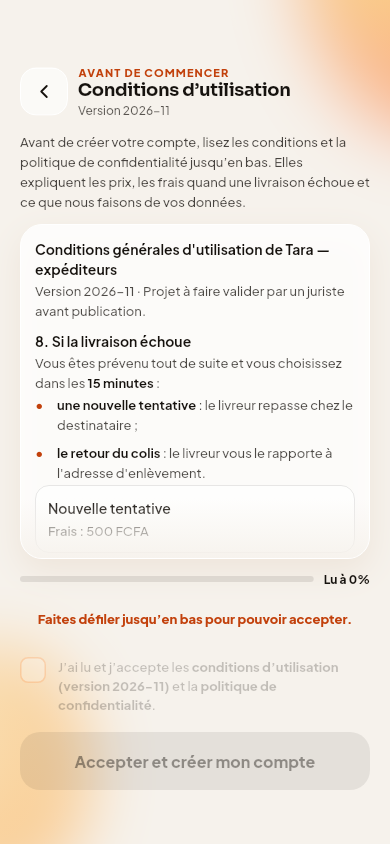 AVANT DE COMMENCER
Conditions d’utilisation
Version 2026-11
Avant de créer votre compte, lisez les conditions et la
politique de confidentialité jusqu’en bas. Elles
expliquent les prix, les frais quand une livraison échoue et
ce que nous faisons de vos données.
Conditions générales d'utilisation de Tara —
expéditeurs
Version 2026-11 · Projet à faire valider par un juriste
avant publication.
8. Si la livraison échoue
Vous êtes prévenu tout de suite et vous choisissez
dans les 15 minutes :
• une nouvelle tentative : le livreur repasse chez le
destinataire ;
• le retour du colis : le livreur vous le rapporte à
l'adresse d'enlèvement.
Nouvelle tentative
Frais : 500 FCFA
Lu à 0%
Faites défiler jusqu’en bas pour pouvoir accepter.
J’ai lu et j’accepte les conditions d’utilisation
(version 2026-11) et la politique de
confidentialité.
Accepter et créer mon compte